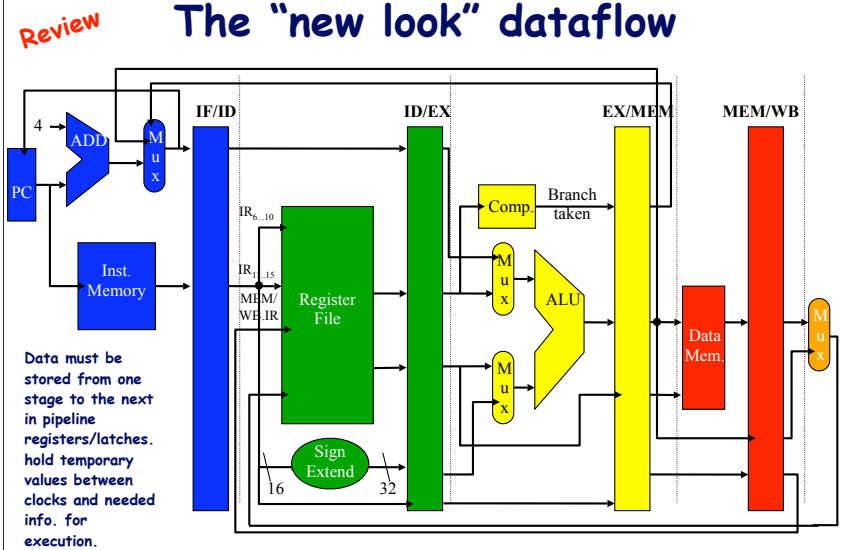 Review
The “new look” dataflow
IF/ID
ID/EX
EX/MEM
MEM/WB
4
ADD
M
u
x
PC
Inst.
Memory
IR6...10
IR11..15
MEM/
WB.IR
Register
File
Sign
Extend
16
32
Comp.
Branch
taken
M
u
x
M
u
x
ALU
Data
Mem.
M
u
x
Data must be
stored from one
stage to the next
in pipeline
registers/latches.
hold temporary
values between
clocks and needed
info. for
execution.